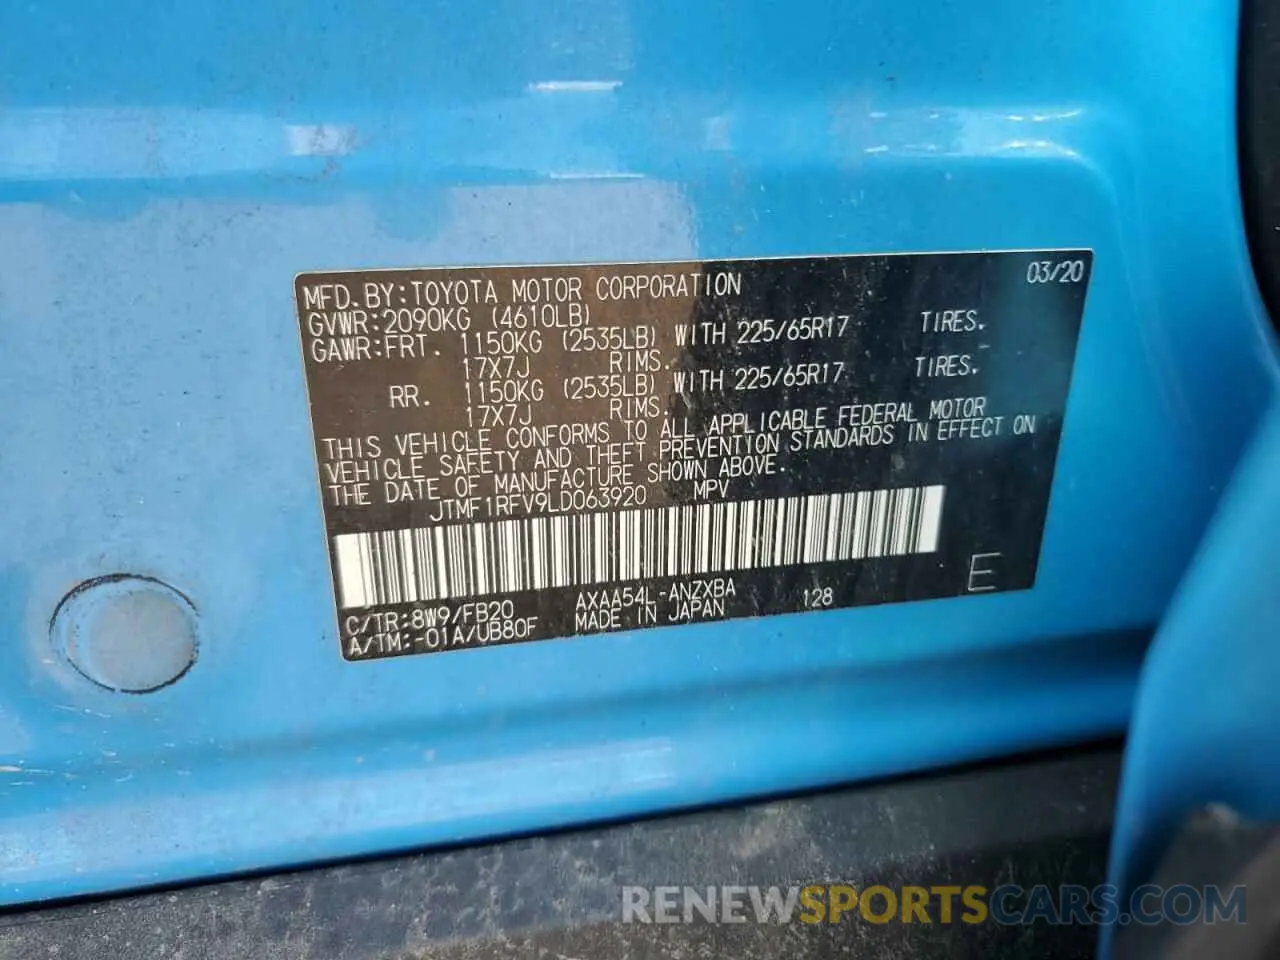 MFD. BY: TOYOTA MOTOR CORPORATION 03/20
GVWR: 2090KG (4610LB)
GAWR: FRT. 1150KG (2535LB) WITH 225/65R17 TIRES.
17X7J RIMS.
RR. 1150KG (2535LB) WITH 225/65R17 TIRES.
17X7J RIMS.
THIS VEHICLE CONFORMS TO ALL APPLICABLE FEDERAL MOTOR
VEHICLE SAFETY AND THEFT PREVENTION STANDARDS IN EFFECT ON
THE DATE OF MANUFACTURE SHOWN ABOVE.
JTMF1RFV9LD063920 MPV
C/TR: 8W9/FB20 AXAA54L-ANZXBA 128 E
A/TM: -01A/UB80F MADE IN JAPAN
RENEWSPORTSCARS.COM